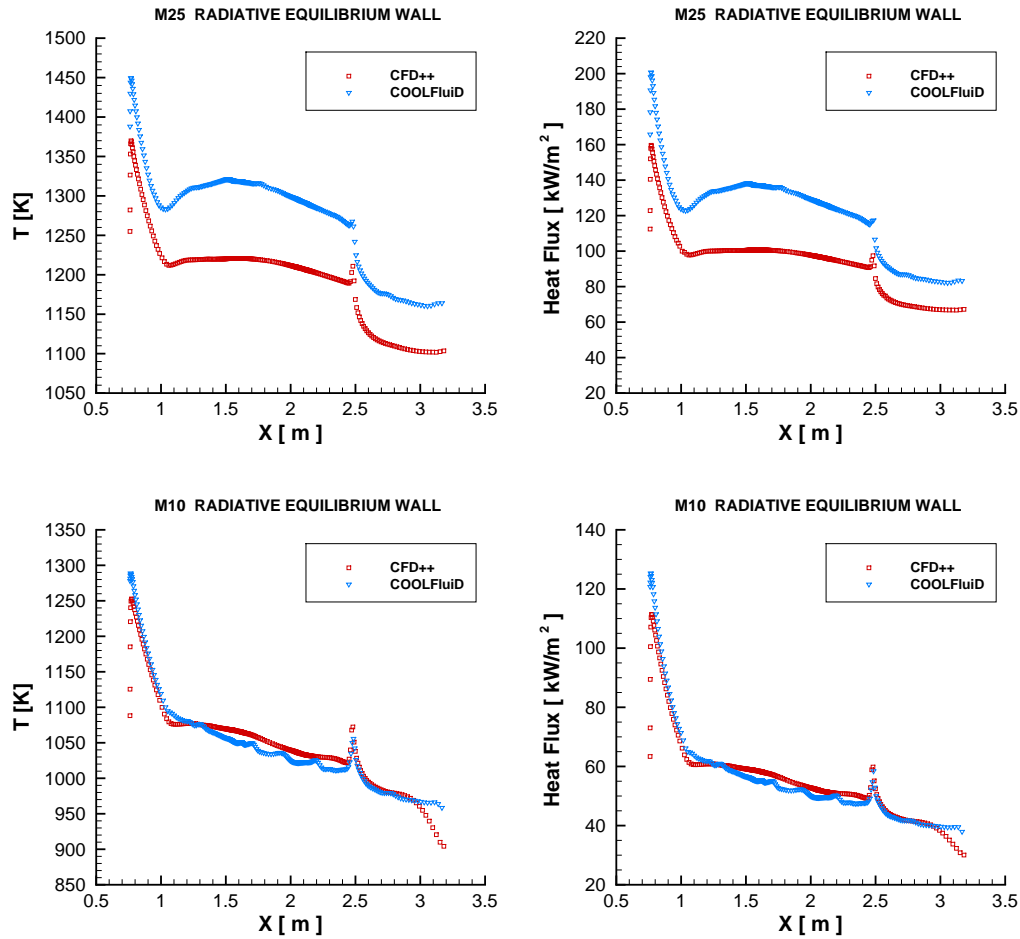 M25 RADIATIVE EQUILIBRIUM WALL
T [K]
1500
1450
1400
1350
1300
1250
1200
1150
1100
1050
CFD++
COOLFluiD
0.5 1 1.5 2 2.5 3 3.5
X [ m ]
M25 RADIATIVE EQUILIBRIUM WALL
Heat Flux [ kW/m²]
220
200
180
160
140
120
100
80
60
40
20
CFD++
COOLFluiD
0.5 1 1.5 2 2.5 3 3.5
X [ m ]
M10 RADIATIVE EQUILIBRIUM WALL
T [K]
1350
1300
1250
1200
1150
1100
1050
1000
950
900
850
CFD++
COOLFluiD
0.5 1 1.5 2 2.5 3 3.5
X [ m ]
M10 RADIATIVE EQUILIBRIUM WALL
Heat Flux [ kW/m²]
140
120
100
80
60
40
20
CFD++
COOLFluiD
0.5 1 1.5 2 2.5 3 3.5
X [ m ]